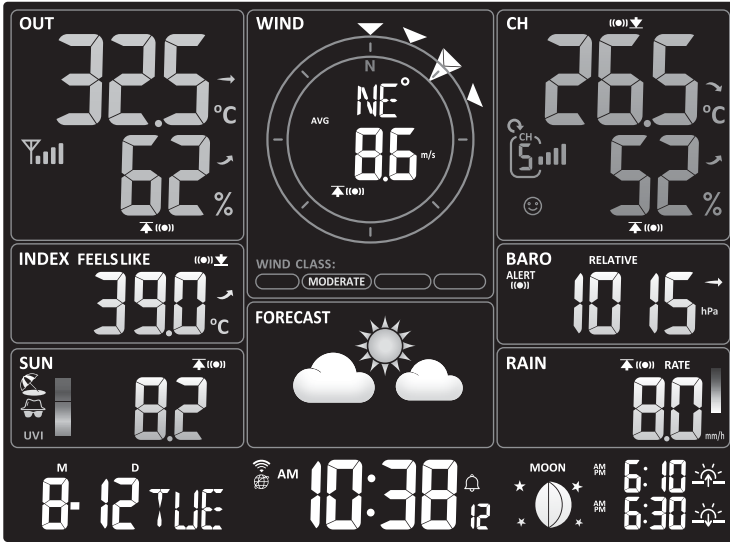 OUT
32.5 °C
62 %
WIND
N
NE°
AVG
8.6 m/s
WIND CLASS:
MODERATE
CH
26.5 °C
CH
5
52 %
INDEX FEELS LIKE
39.0 °C
FORECAST
BARO RELATIVE
ALERT
1015 hPa
SUN
UVI
8.2
RAIN RATE
8.0 mm/h
M D
8-12 TUE
AM 10:38 12
MOON
AM
PM
6:10
AM
PM
6:30